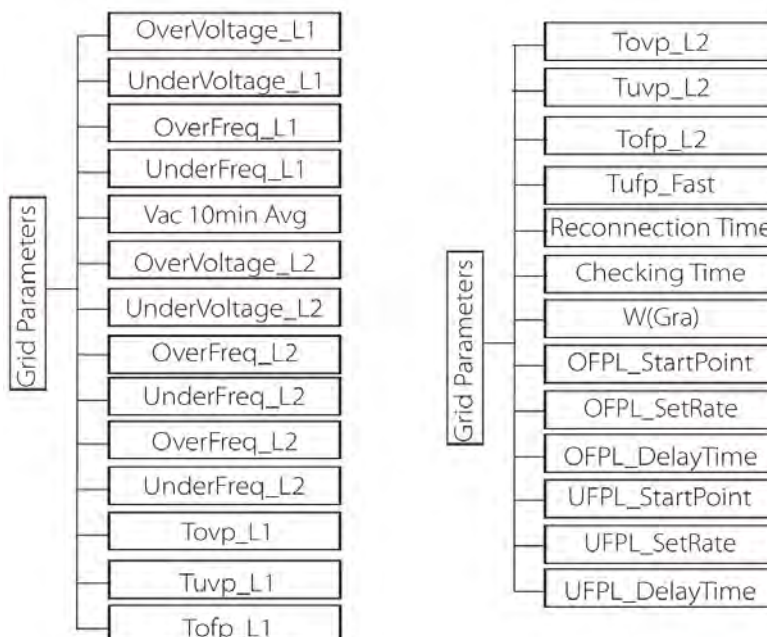 Grid Parameters
OverVoltage_L1
UnderVoltage_L1
OverFreq_L1
UnderFreq_L1
Vac 10min Avg
OverVoltage_L2
UnderVoltage_L2
OverFreq_L2
UnderFreq_L2
OverFreq_L2
UnderFreq_L2
Tovp_L1
Tuvp_L1
Tofp_L1
Grid Parameters
Tovp_L2
Tuvp_L2
Tofp_L2
Tufp_Fast
Reconnection Time
Checking Time
W(Gra)
OFPL_StartPoint
OFPL_SetRate
OFPL_DelayTime
UFPL_StartPoint
UFPL_SetRate
UFPL_DelayTime